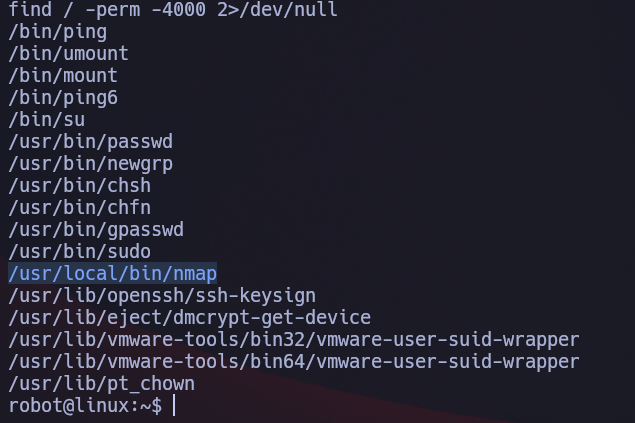 find / -perm -4000 2>/dev/null
/bin/ping
/bin/umount
/bin/mount
/bin/ping6
/bin/su
/usr/bin/passwd
/usr/bin/newgrp
/usr/bin/chsh
/usr/bin/chfn
/usr/bin/gpasswd
/usr/bin/sudo
/usr/local/bin/nmap
/usr/lib/openssh/ssh-keysign
/usr/lib/eject/dmcrypt-get-device
/usr/lib/vmware-tools/bin32/vmware-user-suid-wrapper
/usr/lib/vmware-tools/bin64/vmware-user-suid-wrapper
/usr/lib/pt_chown
robot@linux:~$